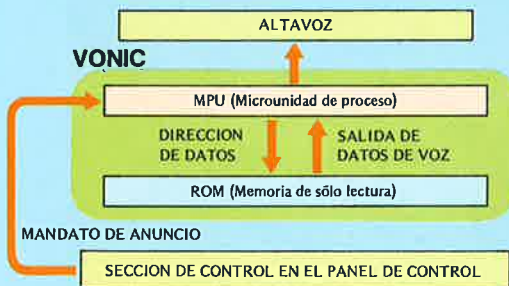 ALTAVOZ
VONIC
MPU (Microunidad de proceso)
DIRECCION
DE DATOS
SALIDA DE
DATOS DE VOZ
ROM (Memoria de sólo lectura)
MANDATO DE ANUNCIO
SECCION DE CONTROL EN EL PANEL DE CONTROL